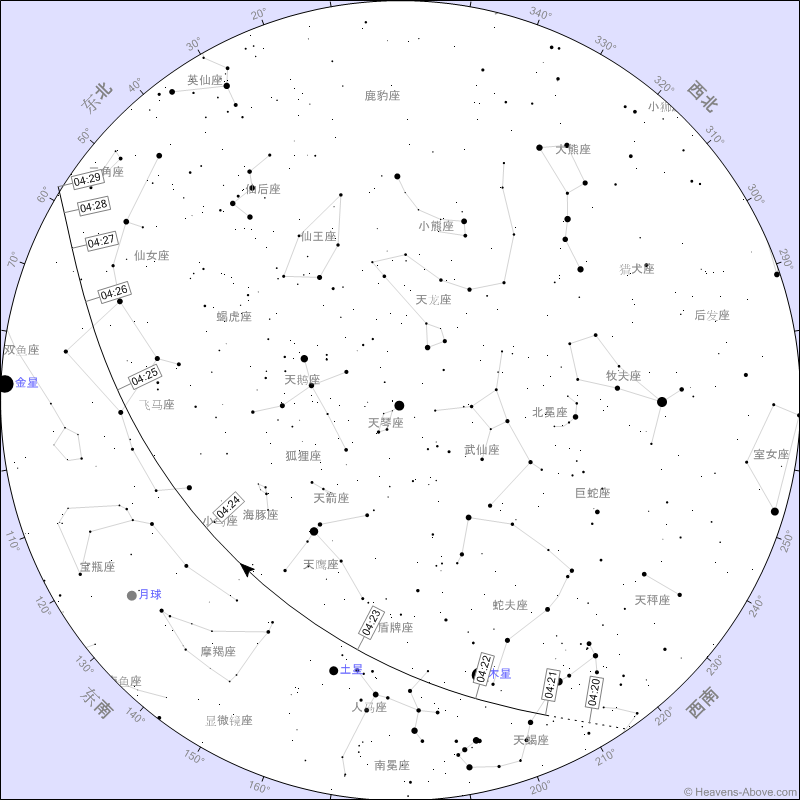 20°
340°
30°
英仙座
330°
鹿豹座
320°
40°
东北
西北
310°
50°
大熊座
三角座
04:29
60°
04:28
仙后座
300°
小熊座
仙王座
04:27
仙女座
70°
290°
猎犬座
04:26
天龙座
蝎虎座
后发座
双鱼座
04:25
天鹅座
牧夫座
金星
飞马座
北冕座
天琴座
武仙座
狐狸座
室女座
天箭座
巨蛇座
04:24
小马座
海豚座
110°
250°
宝瓶座
天鹰座
月球
120°
蛇夫座
天秤座
240°
04:23
盾牌座
摩羯座
130°
土星
04:22
木星
230°
04:21
04:20
东南
人马座
西南
140°
显微镜座
220°
天蝎座
150°
210°
南冕座
160°
200°
© Heavens-Above.com